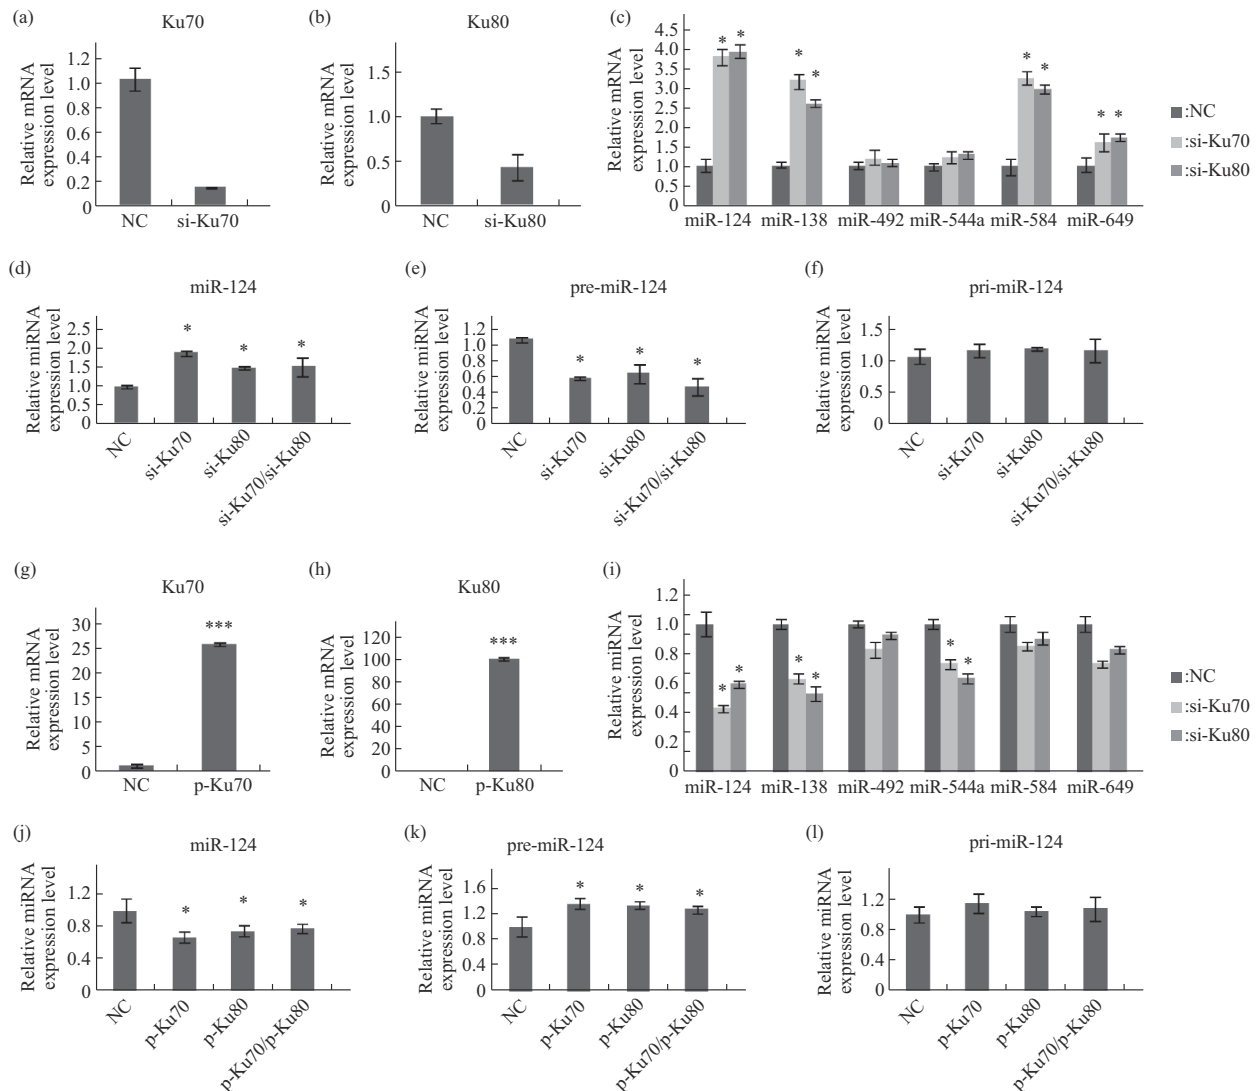 (a)
Ku70
Relative mRNA
expression level
1.2
1.0
0.8
0.6
0.4
0.2
0
NC
si-Ku70
(b)
Ku80
Relative mRNA
expression level
1.5
1.0
0.5
0
NC
si-Ku80
(c)
Relative mRNA
expression level
4.5
4.0
3.5
3.0
2.5
2.0
1.5
1.0
0.5
0
* *
* *
* *
* *
miR-124
miR-138
miR-492
miR-544a
miR-584
miR-649
:NC
:si-Ku70
:si-Ku80
(d)
miR-124
Relative miRNA
expression level
2.5
2.0
1.5
1.0
0.5
0
*
*
*
NC
si-Ku70
si-Ku80
si-Ku70/si-Ku80
(e)
pre-miR-124
Relative miRNA
expression level
1.2
1.0
0.8
0.6
0.4
0.2
0
*
*
*
NC
si-Ku70
si-Ku80
si-Ku70/si-Ku80
(f)
pri-miR-124
Relative miRNA
expression level
1.5
1.0
0.5
0
NC
si-Ku70
si-Ku80
si-Ku70/si-Ku80
(g)
Ku70
Relative mRNA
expression level
30
25
20
15
10
5
0
***
NC
p-Ku70
(h)
Ku80
Relative mRNA
expression level
120
100
80
60
40
20
0
***
NC
p-Ku80
(i)
Relative miRNA
expression level
1.2
0
0.8
0.6
0.4
0.2
0
* *
* *
* *
miR-124
miR-138
miR-492
miR-544a
miR-584
miR-649
:NC
:si-Ku70
:si-Ku80
(j)
miR-124
Relative miRNA
expression level
1.2
0.8
0.4
0
*
*
*
NC
p-Ku70
p-Ku80
p-Ku70/p-Ku80
(k)
pre-miR-124
Relative miRNA
expression level
1.6
1.2
0.8
0.4
0
*
*
*
NC
p-Ku70
p-Ku80
p-Ku70/p-Ku80
(l)
pri-miR-124
Relative miRNA
expression level
1.2
0.8
0.4
0
NC
p-Ku70
p-Ku80
p-Ku70/p-Ku80